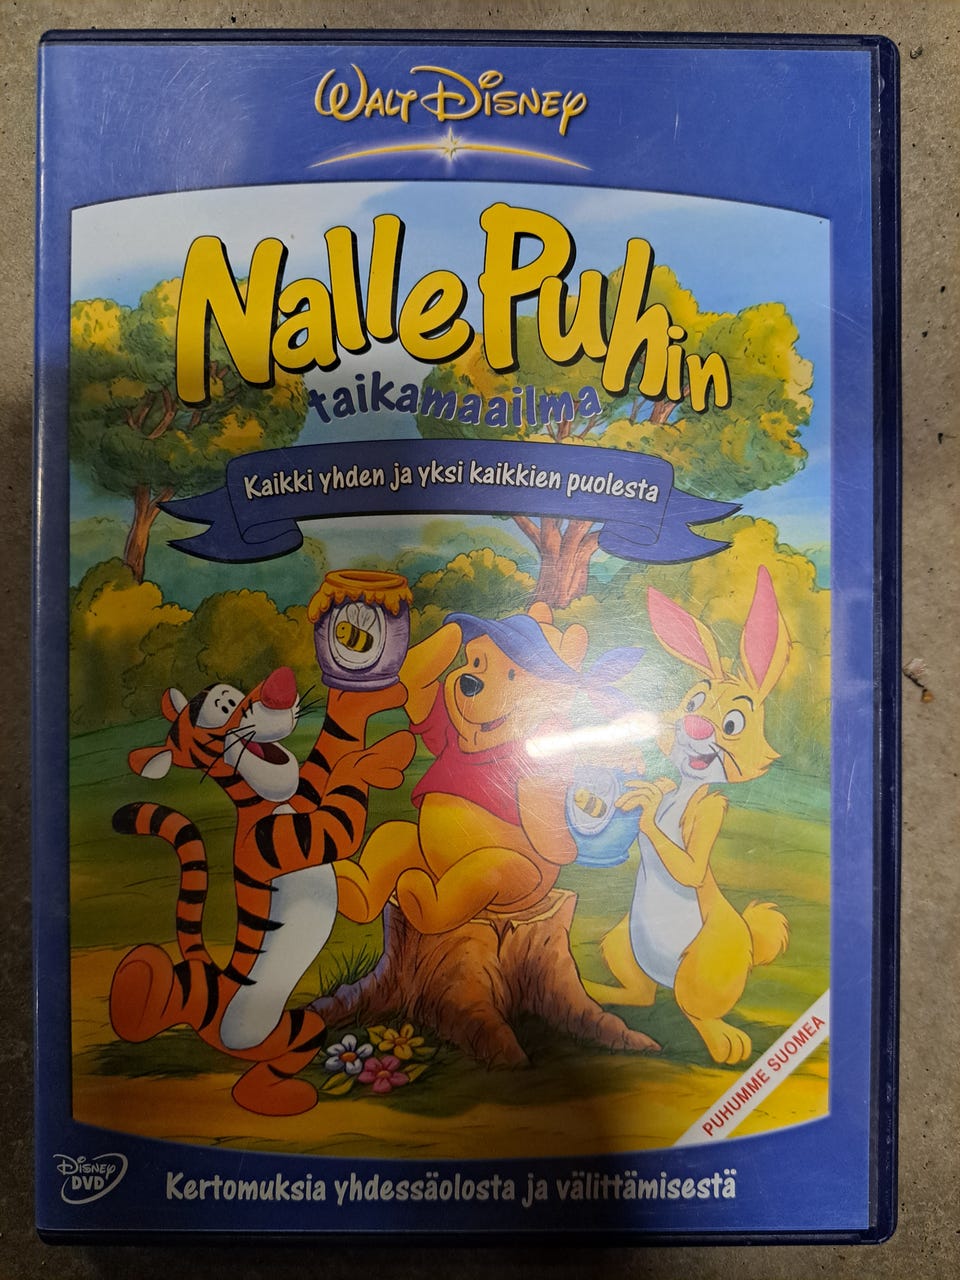 WALT DISNEY
Nalle Puhin
taikamaailma
Kaikki yhden ja yksi kaikkien puolesta
PUHUMME SUOMEA
DISNEY
DVD
Kertomuksia yhdessäolosta ja välittämisestä